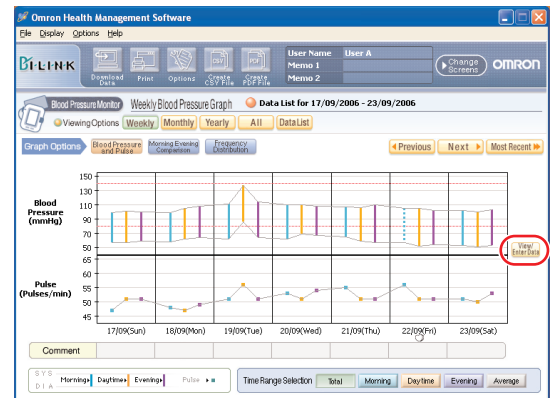 Omron Health Management Software
File Display Options Help
Bi-LINK
Download Data
Print
Options
Create CSV File
Create PDF File
CSV
PDF
User Name User A
Memo 1
Memo 2
Change Screens
OMRON
Blood Pressure Monitor Weekly Blood Pressure Graph Data List for 17/09/2006 - 23/09/2006
Viewing Options Weekly Monthly Yearly All Data List
Graph Options Blood Pressure and Pulse Morning Evening Comparison Frequency Distribution Previous Next Most Recent
150
130
110
90
70
50
Blood
Pressure
(mmHg)
View/
Enter Data
65
60
55
50
45
Pulse
(Pulses/min)
17/09(Sun) 18/09(Mon) 19/09(Tue) 20/09(Wed) 21/09(Thu) 22/09(Fri) 23/09(Sat)
Comment
SYS
DIA
Morning Daytime Evening Pulse
Time Range Selection Total Morning Daytime Evening Average